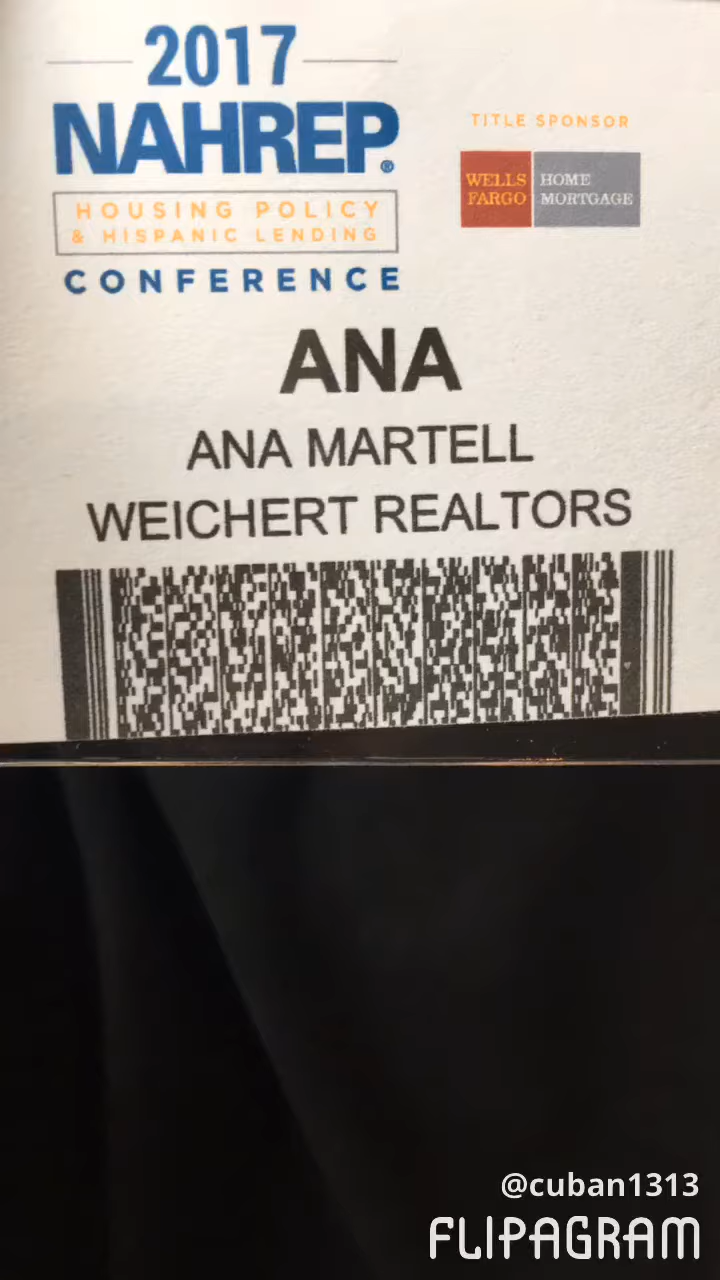 2017
NAHREP®
HOUSING POLICY
& HISPANIC LENDING
CONFERENCE
TITLE SPONSOR
WELLS FARGO
HOME MORTGAGE
ANA
ANA MARTELL
WEICHERT REALTORS
@cuban1313
FLIPAGRAM